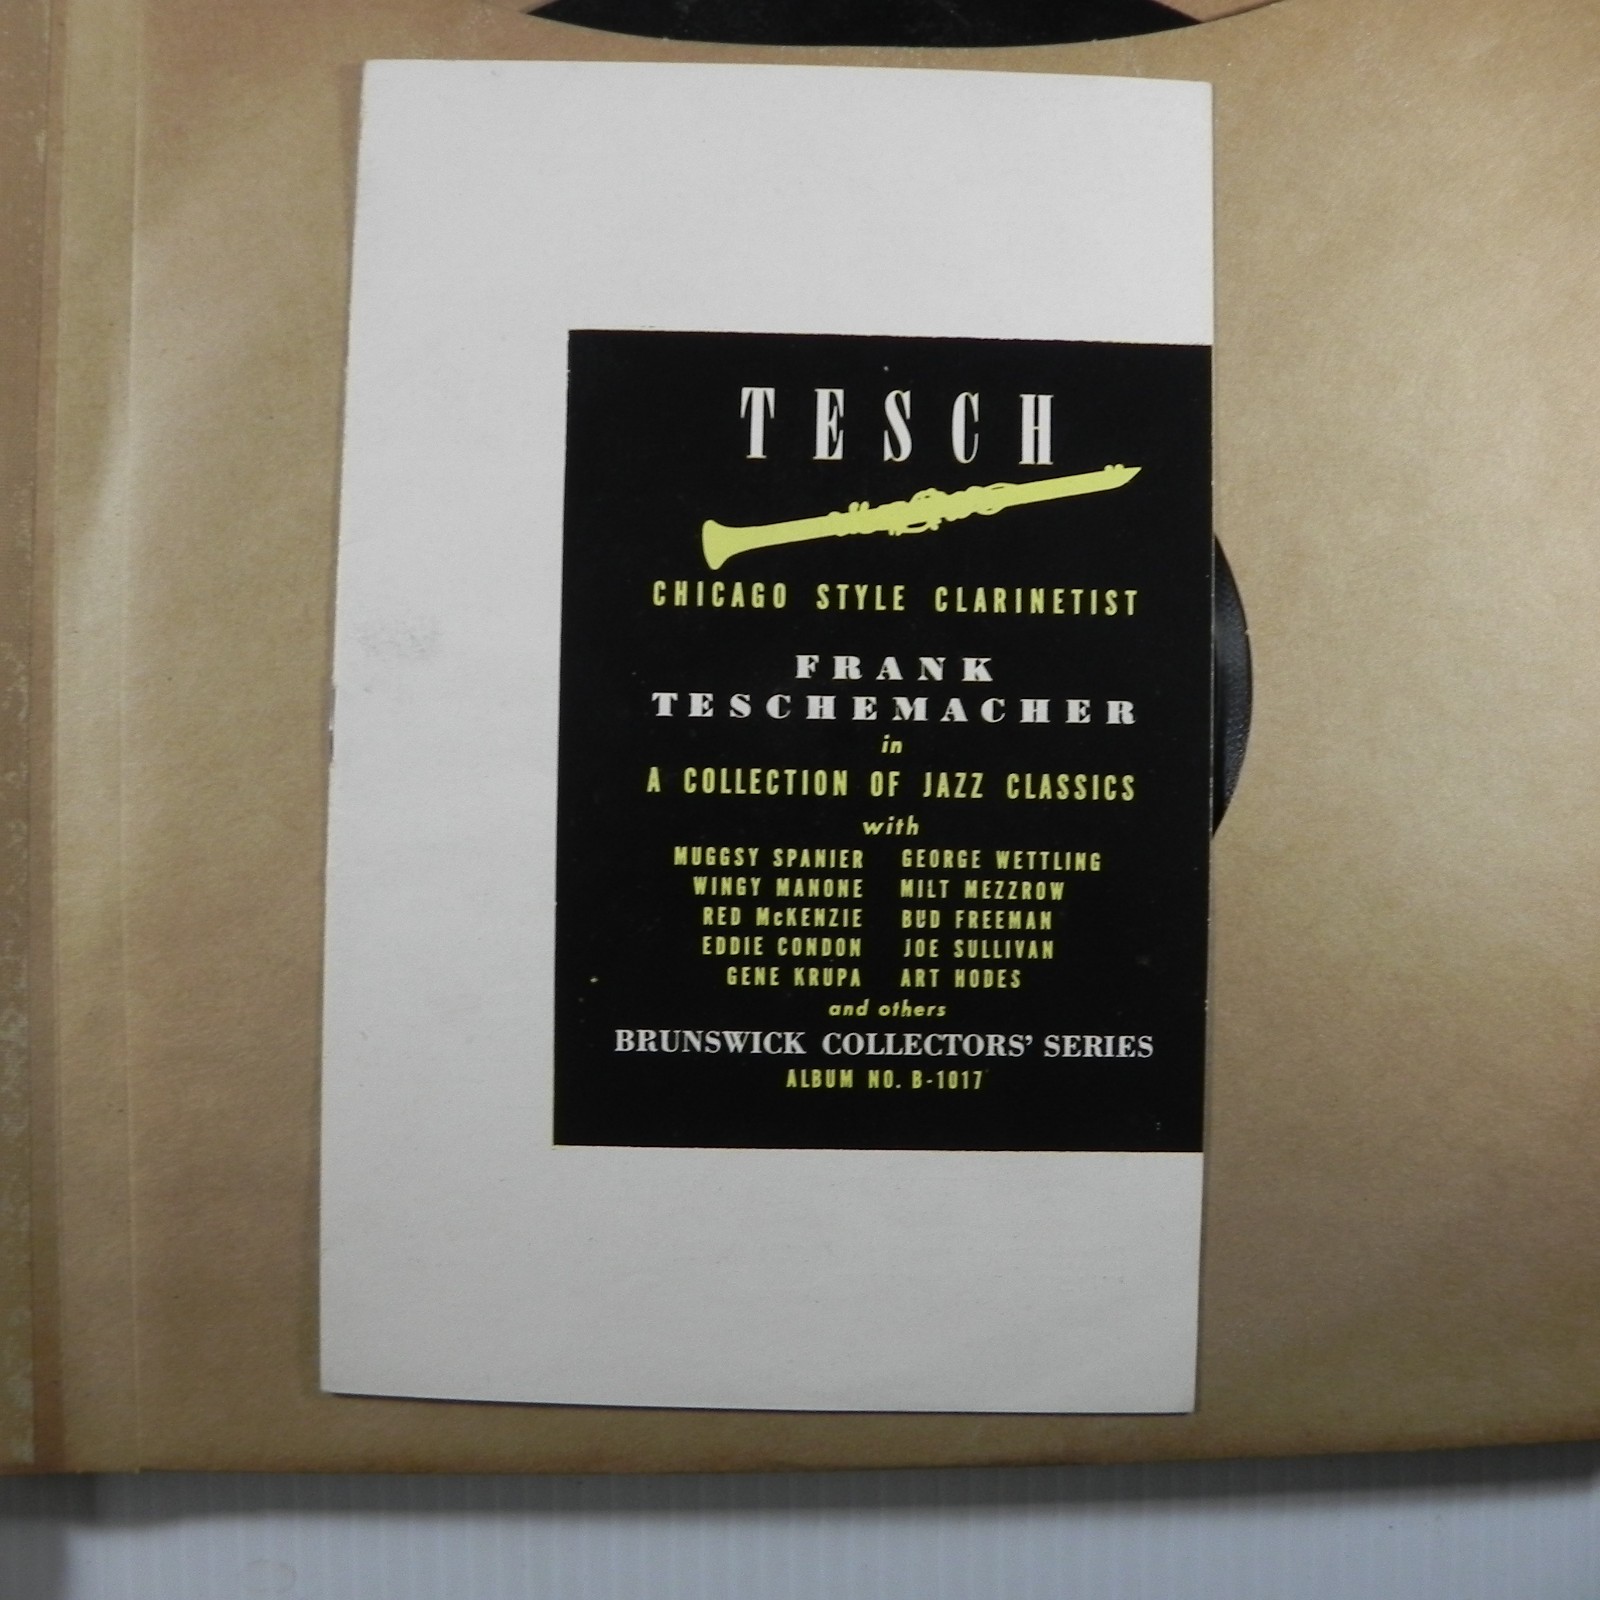 TESCH
CHICAGO STYLE CLARINETIST
FRANK
TESCHEMACHER
in
A COLLECTION OF JAZZ CLASSICS
with
MUGGSY SPANIER GEORGE WETTLING
WINGY MANONE MILT MEZZROW
RED McKENZIE BUD FREEMAN
EDDIE CONDON JOE SULLIVAN
GENE KRUPA ART HODES
and others
BRUNSWICK COLLECTORS' SERIES
ALBUM NO. B-1017